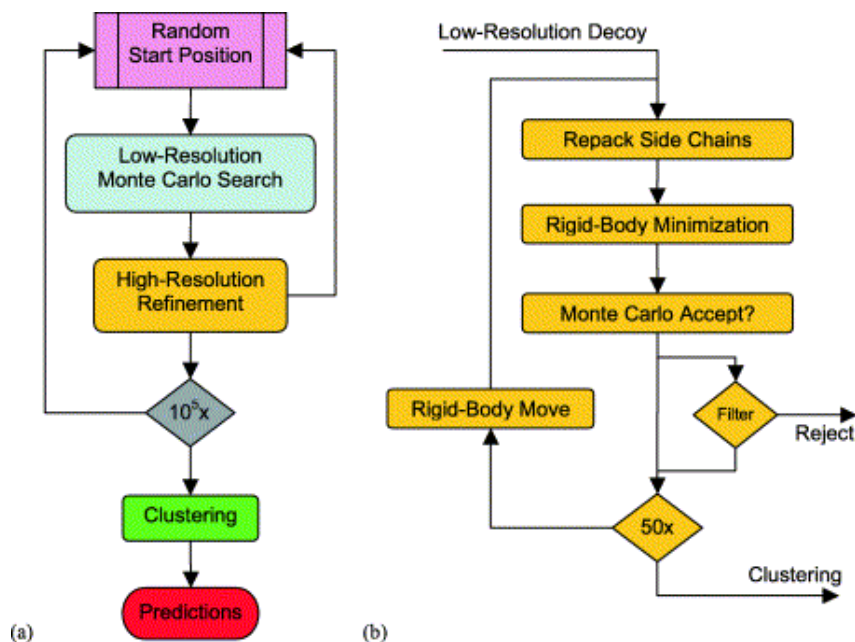 Random
Start Position
Low-Resolution
Monte Carlo Search
High-Resolution
Refinement
10⁵x
Clustering
Predictions
(a)
Low-Resolution Decoy
Repack Side Chains
Rigid-Body Minimization
Monte Carlo Accept?
Rigid-Body Move
Filter
Reject
50x
Clustering
(b)